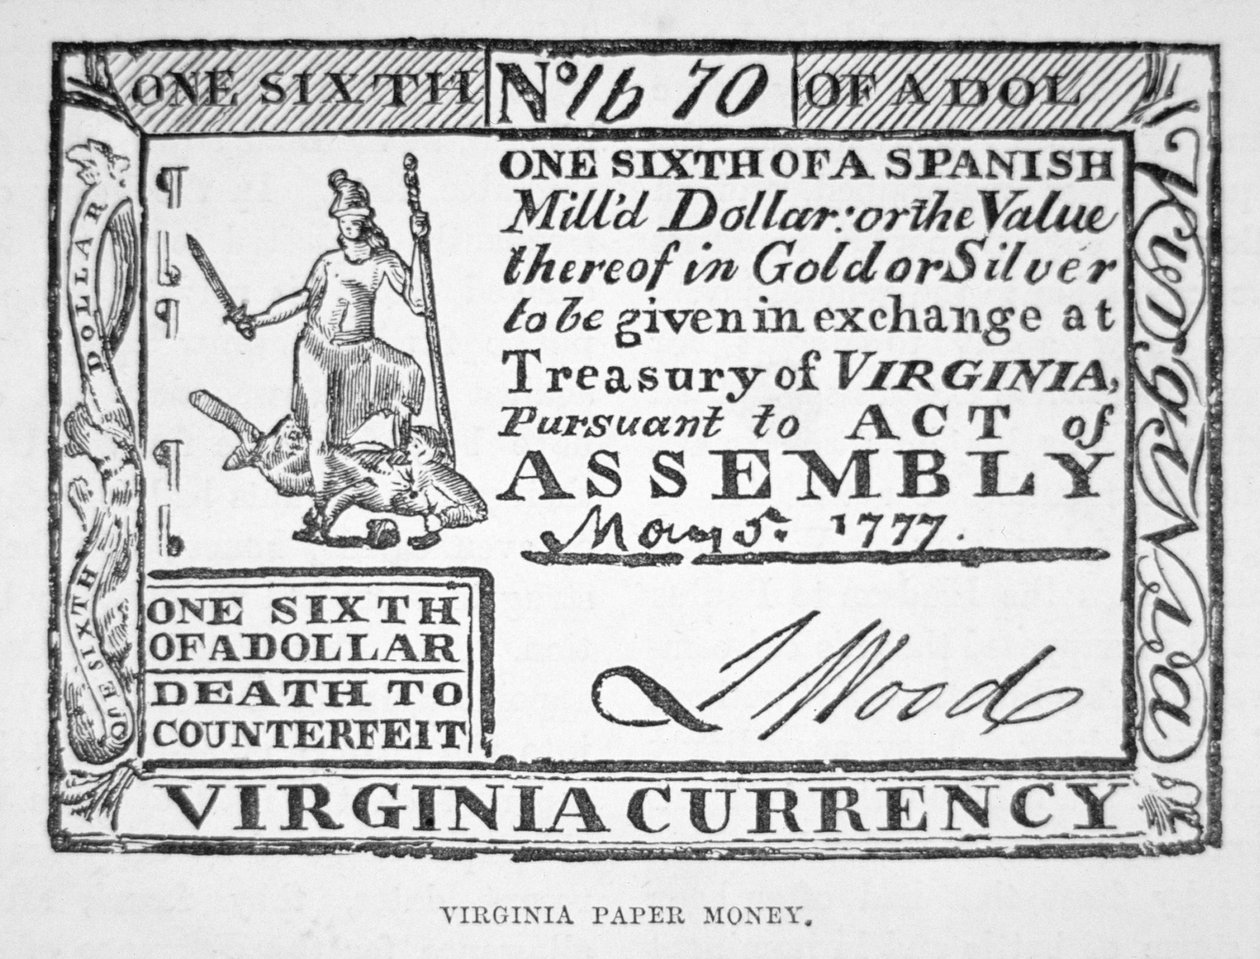 ONE SIXTH No 1b 70 OF A DOL
ONE SIXTH OF A SPANISH
Mill'd Dollar: or the Value
thereof in Gold or Silver
to be given in exchange at
Treasury of VIRGINIA,
Pursuant to ACT of
ASSEMBLY
May 5. 1777.
ONE SIXTH
OF A DOLLAR
DEATH TO
COUNTERFEIT
Wood
VIRGINIA CURRENCY
DOLLAR
SIXTH
VIRGINIA PAPER MONEY.